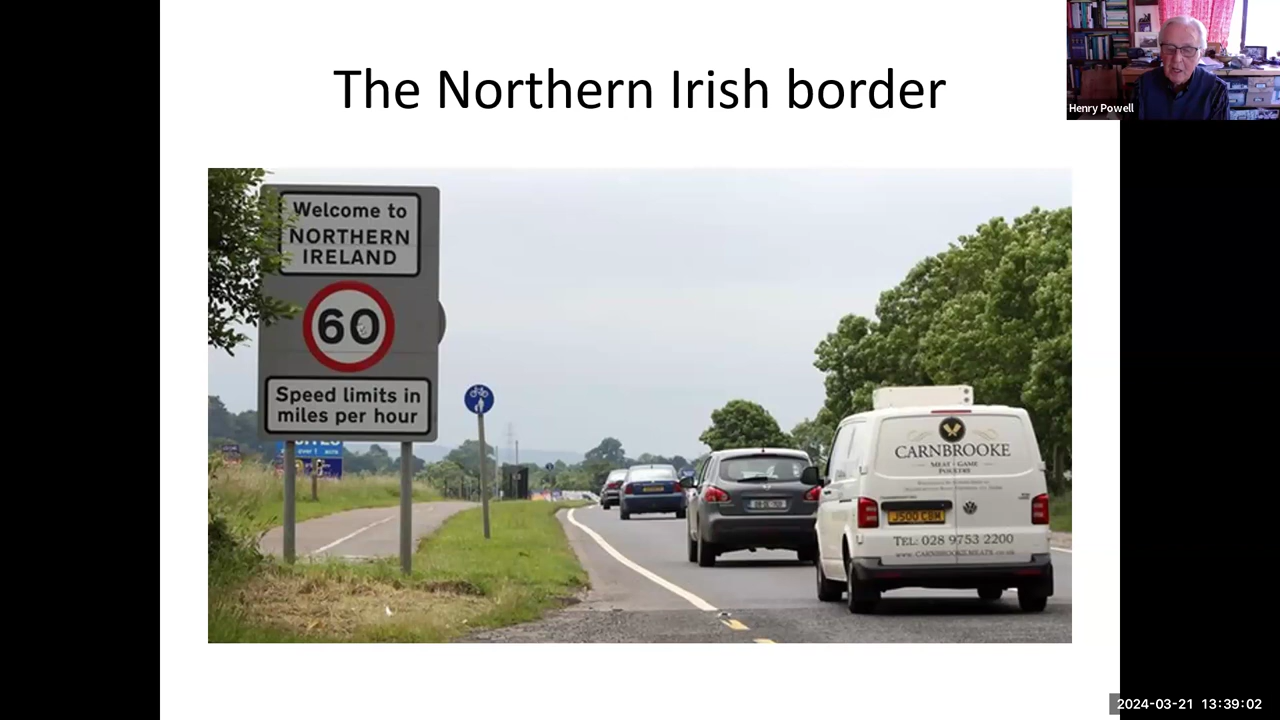 The Northern Irish border
Henry Powell
Welcome to
NORTHERN
IRELAND
60
Speed limits in
miles per hour
CARNBROOKE
MEAT GAME
POULTRY
J500 CBM
TEL: 028 9753 2200
www.CARNBROOKEMEATS.co.uk
2024-03-21 13:39:02